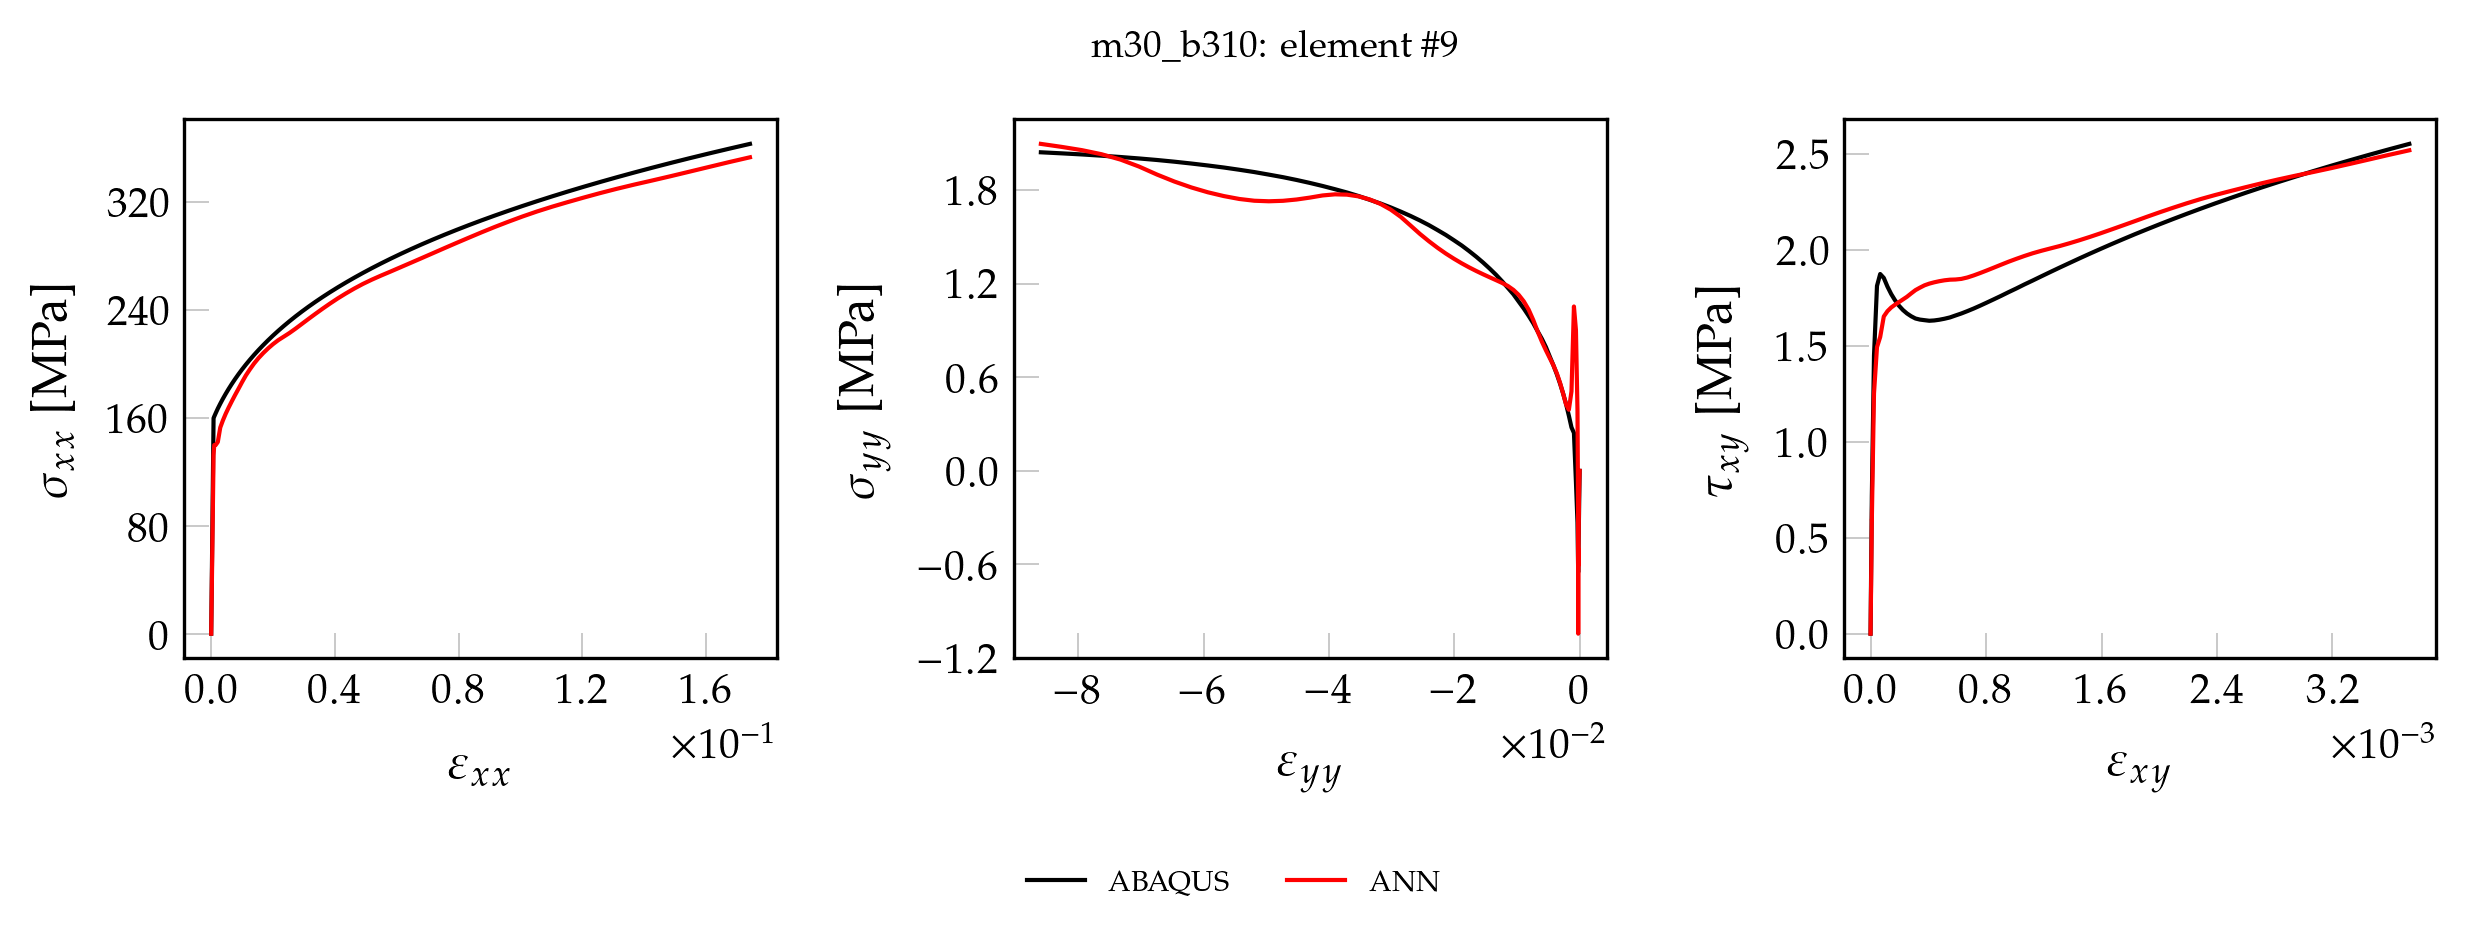 m30_b310: element #9
σxx [MPa]
320
240
160
80
0
0.0 0.4 0.8 1.2 1.6
×10−1
εxx
σyy [MPa]
1.8
1.2
0.6
0.0
−0.6
−1.2
−8 −6 −4 −2 0
×10−2
εyy
τxy [MPa]
2.5
2.0
1.5
1.0
0.5
0.0
0.0 0.8 1.6 2.4 3.2
×10−3
εxy
ABAQUS ANN